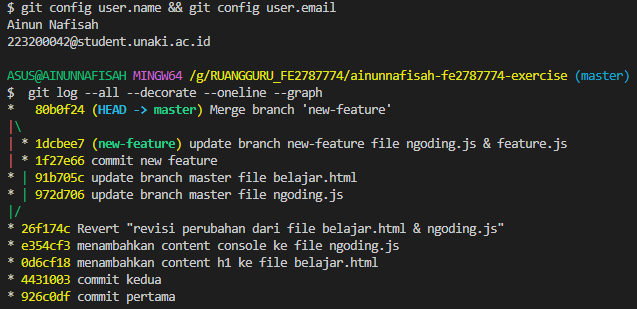 $ git config user.name && git config user.email
Ainun Nafisah
223200042@student.unaki.ac.id
ASUS@AINUNNAFISAH MINGW64 /g/RUANGGURU_FE2787774/ainunnafisah-fe2787774-exercise (master)
$  git log --all --decorate --oneline --graph
*   80b0f24 (HEAD -> master) Merge branch 'new-feature'
|\
| * 1dcbee7 (new-feature) update branch new-feature file ngoding.js & feature.js
| * 1f27e66 commit new feature
* | 91b705c update branch master file belajar.html
* | 972d706 update branch master file ngoding.js
|/
* 26f174c Revert "revisi perubahan dari file belajar.html & ngoding.js"
* e354cf3 menambahkan content console ke file ngoding.js
* 0d6cf18 menambahkan content h1 ke file belajar.html
* 4431003 commit kedua
* 926c0df commit pertama